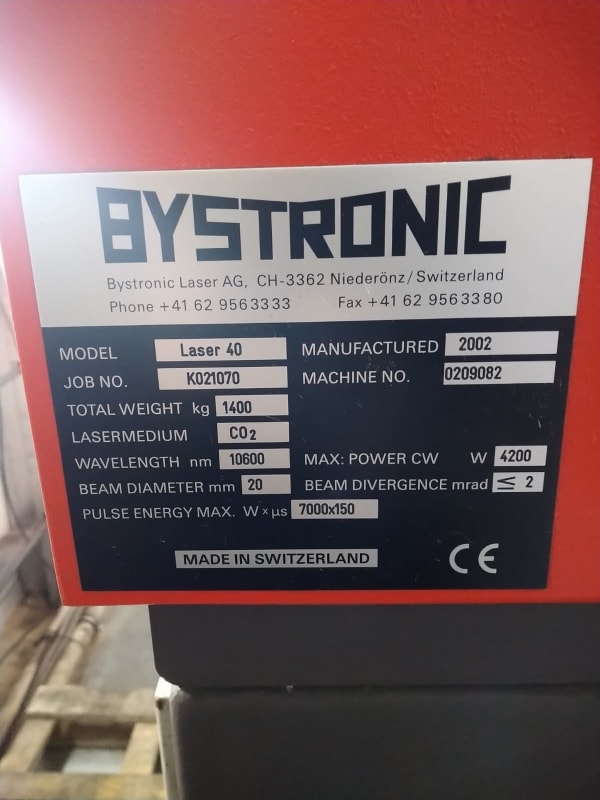 BYSTRONIC
Bystronic Laser AG, CH-3362 Niederönz/Switzerland
Phone +41 62 9563333 Fax +41 62 9563380
MODEL Laser 40 MANUFACTURED 2002
JOB NO. K021070 MACHINE NO. 0209082
TOTAL WEIGHT kg 1400
LASERMEDIUM CO₂
WAVELENGTH nm 10600 MAX: POWER CW W 4200
BEAM DIAMETER mm 20 BEAM DIVERGENCE mrad ≤ 2
PULSE ENERGY MAX. W×µs 7000x150
MADE IN SWITZERLAND CE